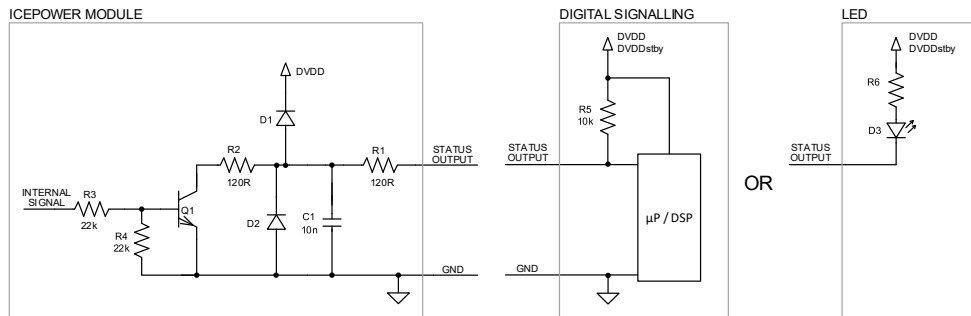 ICEPOWER MODULE
DVDD
D1
R2
120R
R1
120R
STATUS
OUTPUT
INTERNAL
SIGNAL
R3
22k
R4
22k
Q1
D2
C1
10n
GND
DIGITAL SIGNALLING
DVDD
DVDDstby
R5
10k
STATUS
OUTPUT
µP / DSP
GND
OR
LED
DVDD
DVDDstby
R6
D3
STATUS
OUTPUT